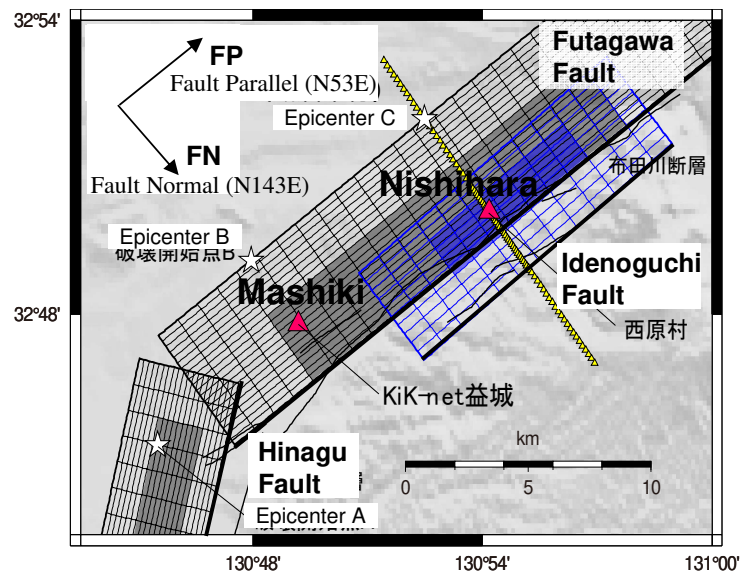 32°54'
FP
Fault Parallel (N53E)
Futagawa
Fault
Epicenter C
FN
Fault Normal (N143E)
布田川断層
Nishihara
Epicenter B
破壊開始点B
Idenoguchi
Fault
Mashiki
32°48'
西原村
KiK-net益城
km
Hinagu
Fault
0
5
10
Epicenter A
130°48'
130°54'
131°00'